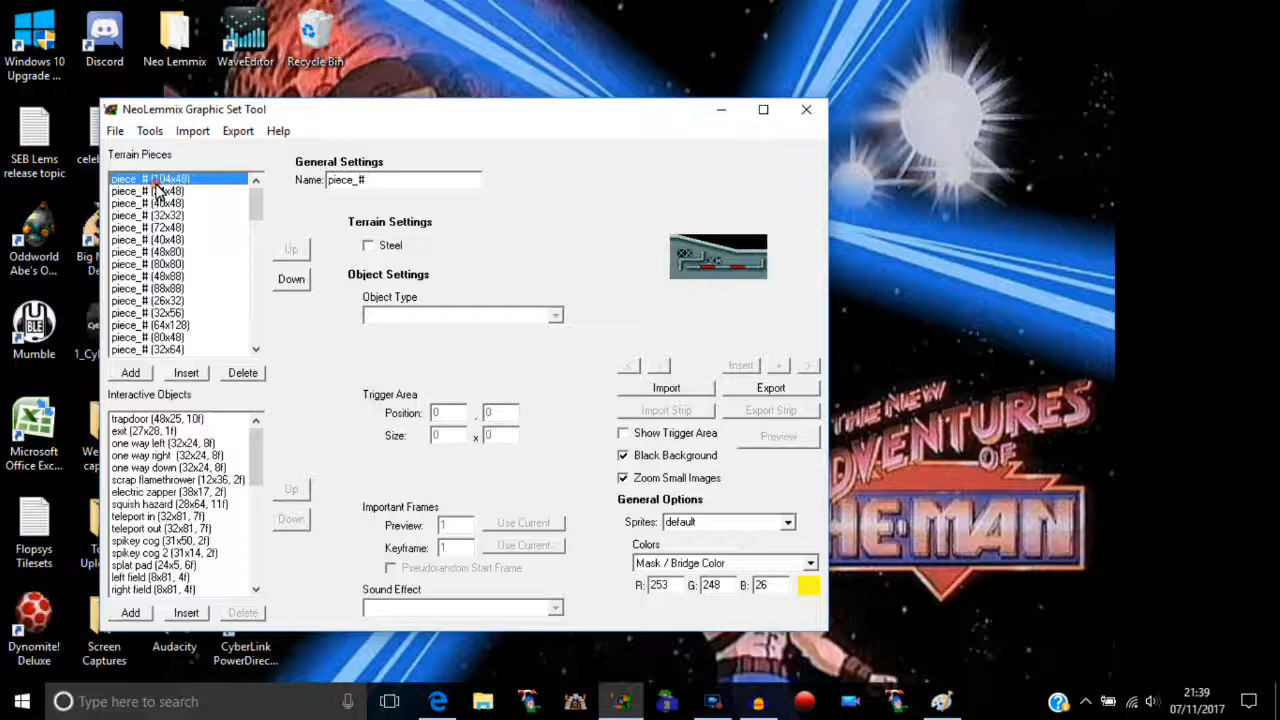 Windows 10
Upgrade ...
Discord
Neo Lemmix
WaveEditor
Recycle Bin
SEB Lems
release topic
Oddworld
Abe's O...
Mumble
Microsoft
Office Exc...
Flopsys
Tilesets
Dynomite!
Deluxe
Screen
Captures
Audacity
CyberLink
PowerDirec...
NeoLemmix Graphic Set Tool
File Tools Import Export Help
Terrain Pieces
piece_# (104x48)
piece_# (32x32)
piece_# (72x48)
piece_# (40x48)
piece_# (48x80)
piece_# (80x80)
piece_# (48x88)
piece_# (88x88)
piece_# (26x32)
piece_# (32x56)
piece_# (64x128)
piece_# (80x48)
piece_# (32x64)
Add Insert Delete
Up
Down
Interactive Objects
trapdoor (48x25, 10f)
exit (27x28, 1f)
one way left (32x24, 8f)
one way right (32x24, 8f)
one way down (32x24, 8f)
scrap flamethrower (12x36, 2f)
electric zapper (38x17, 2f)
squish hazard (28x64, 11f)
teleport in (32x81, 7f)
teleport out (32x81, 7f)
spikey cog (31x50, 2f)
spikey cog 2 (31x14, 2f)
splat pad (24x5, 6f)
left field (8x81, 4f)
right field (8x81, 4f)
Add Insert Delete
Up
Down
General Settings
Name: piece_#
Terrain Settings
Steel
Object Settings
Object Type
Trigger Area
Position: 0 , 0
Size: 0 x 0
Important Frames
Preview: 1 Use Current
Keyframe: 1 Use Current
Pseudorandom Start Frame
Sound Effect
Insert
Import Export
Import Strip Export Strip
Show Trigger Area Preview
Black Background
Zoom Small Images
General Options
Sprites: default
Colors
Mask / Bridge Color
R: 253 G: 248 B: 26
THE NEW
ADVENTURES
OF
HE-MAN
Type here to search
21:39
07/11/2017